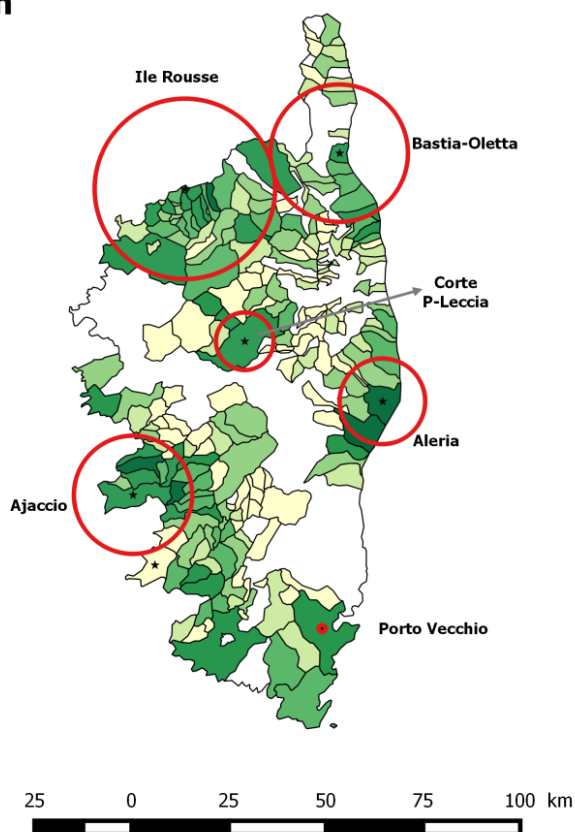 n
Ile Rousse
Bastia-Oletta
Corte
P-Leccia
Aleria
Ajaccio
Porto Vecchio
25 0 25 50 75 100 km